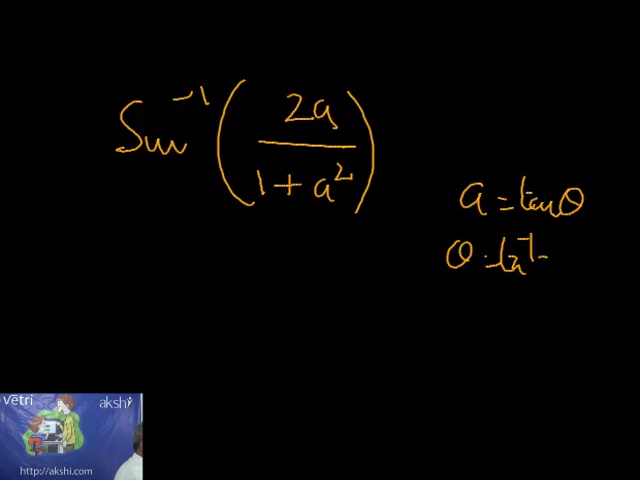 Sin⁻¹ (2a / 1 + a²)
a = tanθ
θ = tan⁻¹
vetri akshi
http://akshi.com